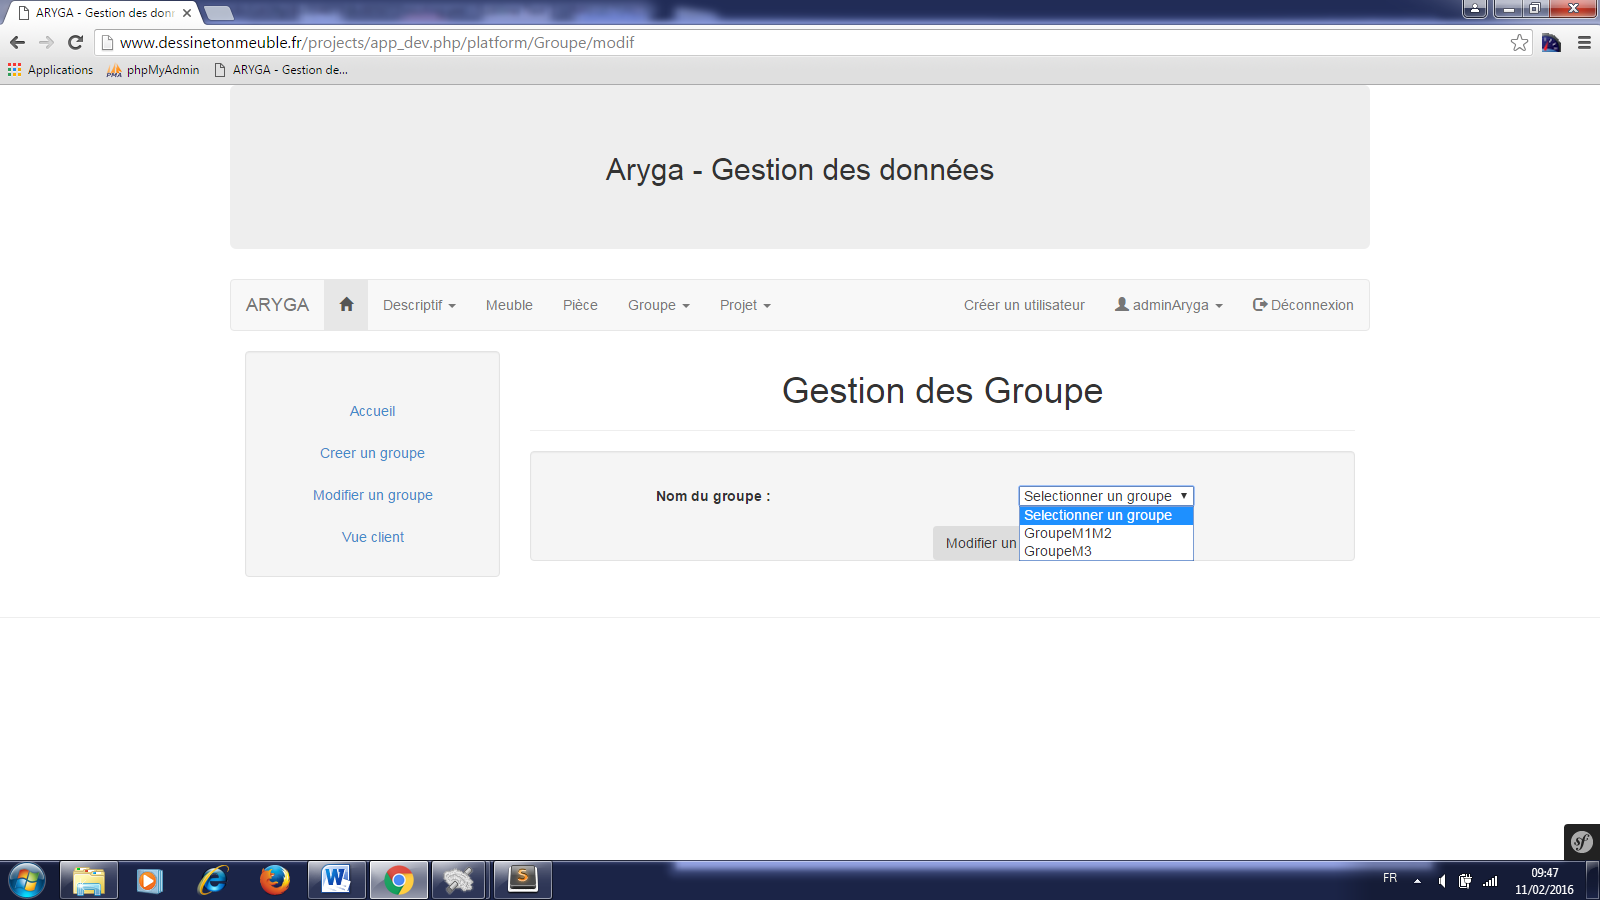 ARYGA - Gestion des don
www.dessinetonmeuble.fr/projects/app_dev.php/platform/Groupe/modif
Applications phpMyAdmin ARYGA - Gestion de...
Aryga - Gestion des données
ARYGA Descriptif Meuble Pièce Groupe Projet Créer un utilisateur adminAryga Déconnexion
Accueil
Creer un groupe
Modifier un groupe
Vue client
Gestion des Groupe
Nom du groupe : Selectionner un groupe
Selectionner un groupe
GroupeM1M2
GroupeM3
Modifier un
sf
FR 09:47
11/02/2016